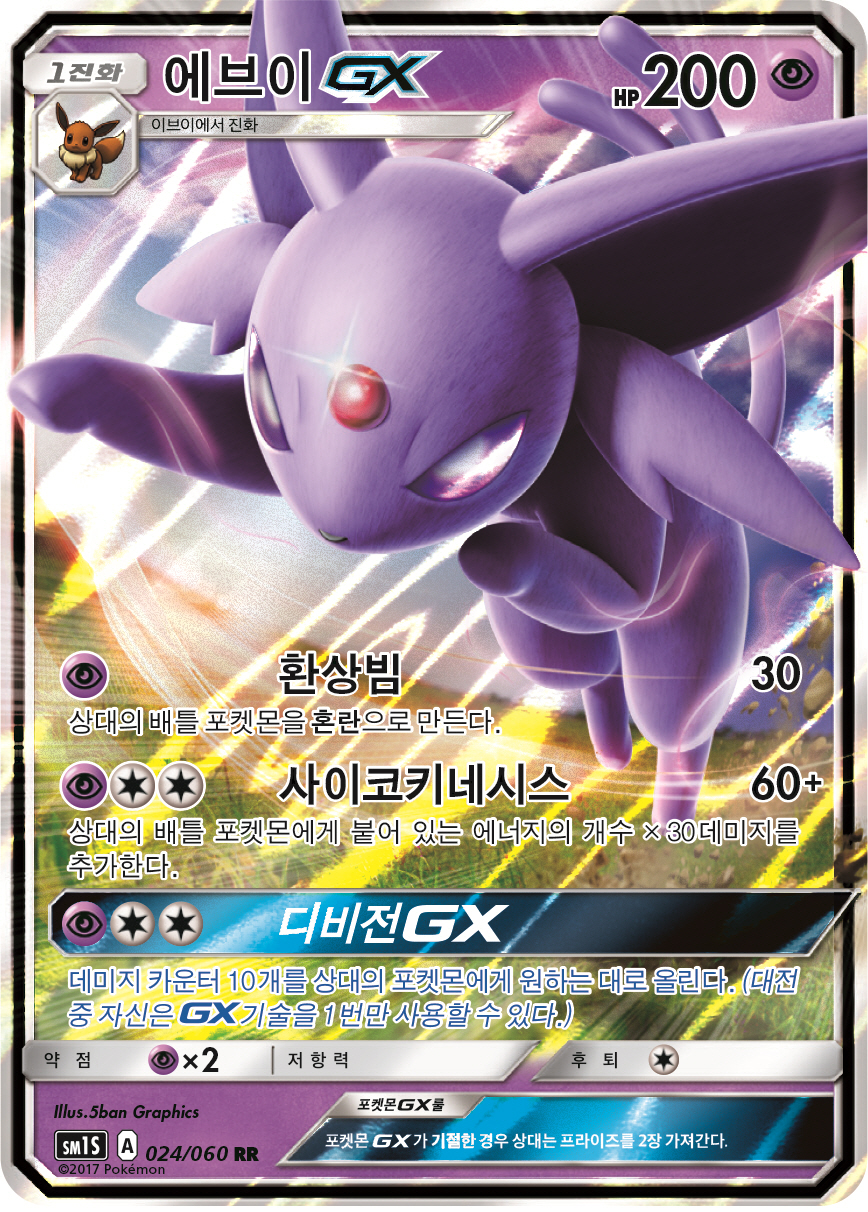 1진화
에브이 GX
HP 200
이브이에서 진화
환상빔 30
상대의 배틀 포켓몬을 혼란으로 만든다.
사이코키네시스 60+
상대의 배틀 포켓몬에게 붙어 있는 에너지의 개수 ×30데미지를
추가한다.
디비전GX
데미지 카운터 10개를 상대의 포켓몬에게 원하는 대로 올린다. (대전
중 자신은 GX기술을 1번만 사용할 수 있다.)
약점 ×2 저항력 후퇴
Illus.5ban Graphics
포켓몬GX룰
포켓몬GX가 기절한 경우 상대는 프라이즈를 2장 가져간다.
SM1S A 024/060 RR
©2017 Pokémon